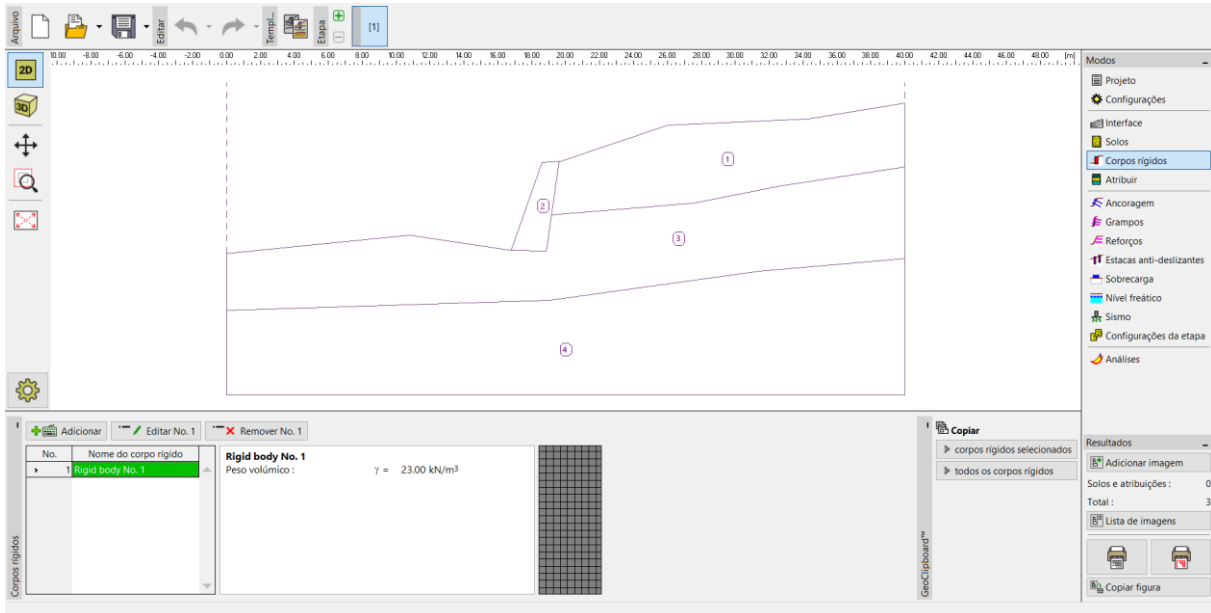 Arquivo
Editar
Templ...
Etapa
[1]
10.00 -8.00 -6.00 -4.00 -2.00 0.00 2.00 4.00 6.00 8.00 10.00 12.00 14.00 16.00 18.00 20.00 22.00 24.00 26.00 28.00 30.00 32.00 34.00 36.00 38.00 40.00 42.00 44.00 46.00 48.00 [m]
2D
3D
1
2
3
4
Modos
Projeto
Configurações
Interface
Solos
Corpos rígidos
Atribuir
Ancoragem
Grampos
Reforços
Estacas anti-deslizantes
Sobrecarga
Nível freático
Sismo
Configurações da etapa
Análises
Corpos rígidos
Adicionar Editar No. 1 Remover No. 1
No. Nome do corpo rígido
1 Rigid body No. 1
Rigid body No. 1
Peso volúmico : γ = 23.00 kN/m³
GeoClipboard™
Copiar
corpos rígidos selecionados
todos os corpos rígidos
Resultados
Adicionar imagem
Solos e atribuições : 0
Total : 3
Lista de imagens
Copiar figura